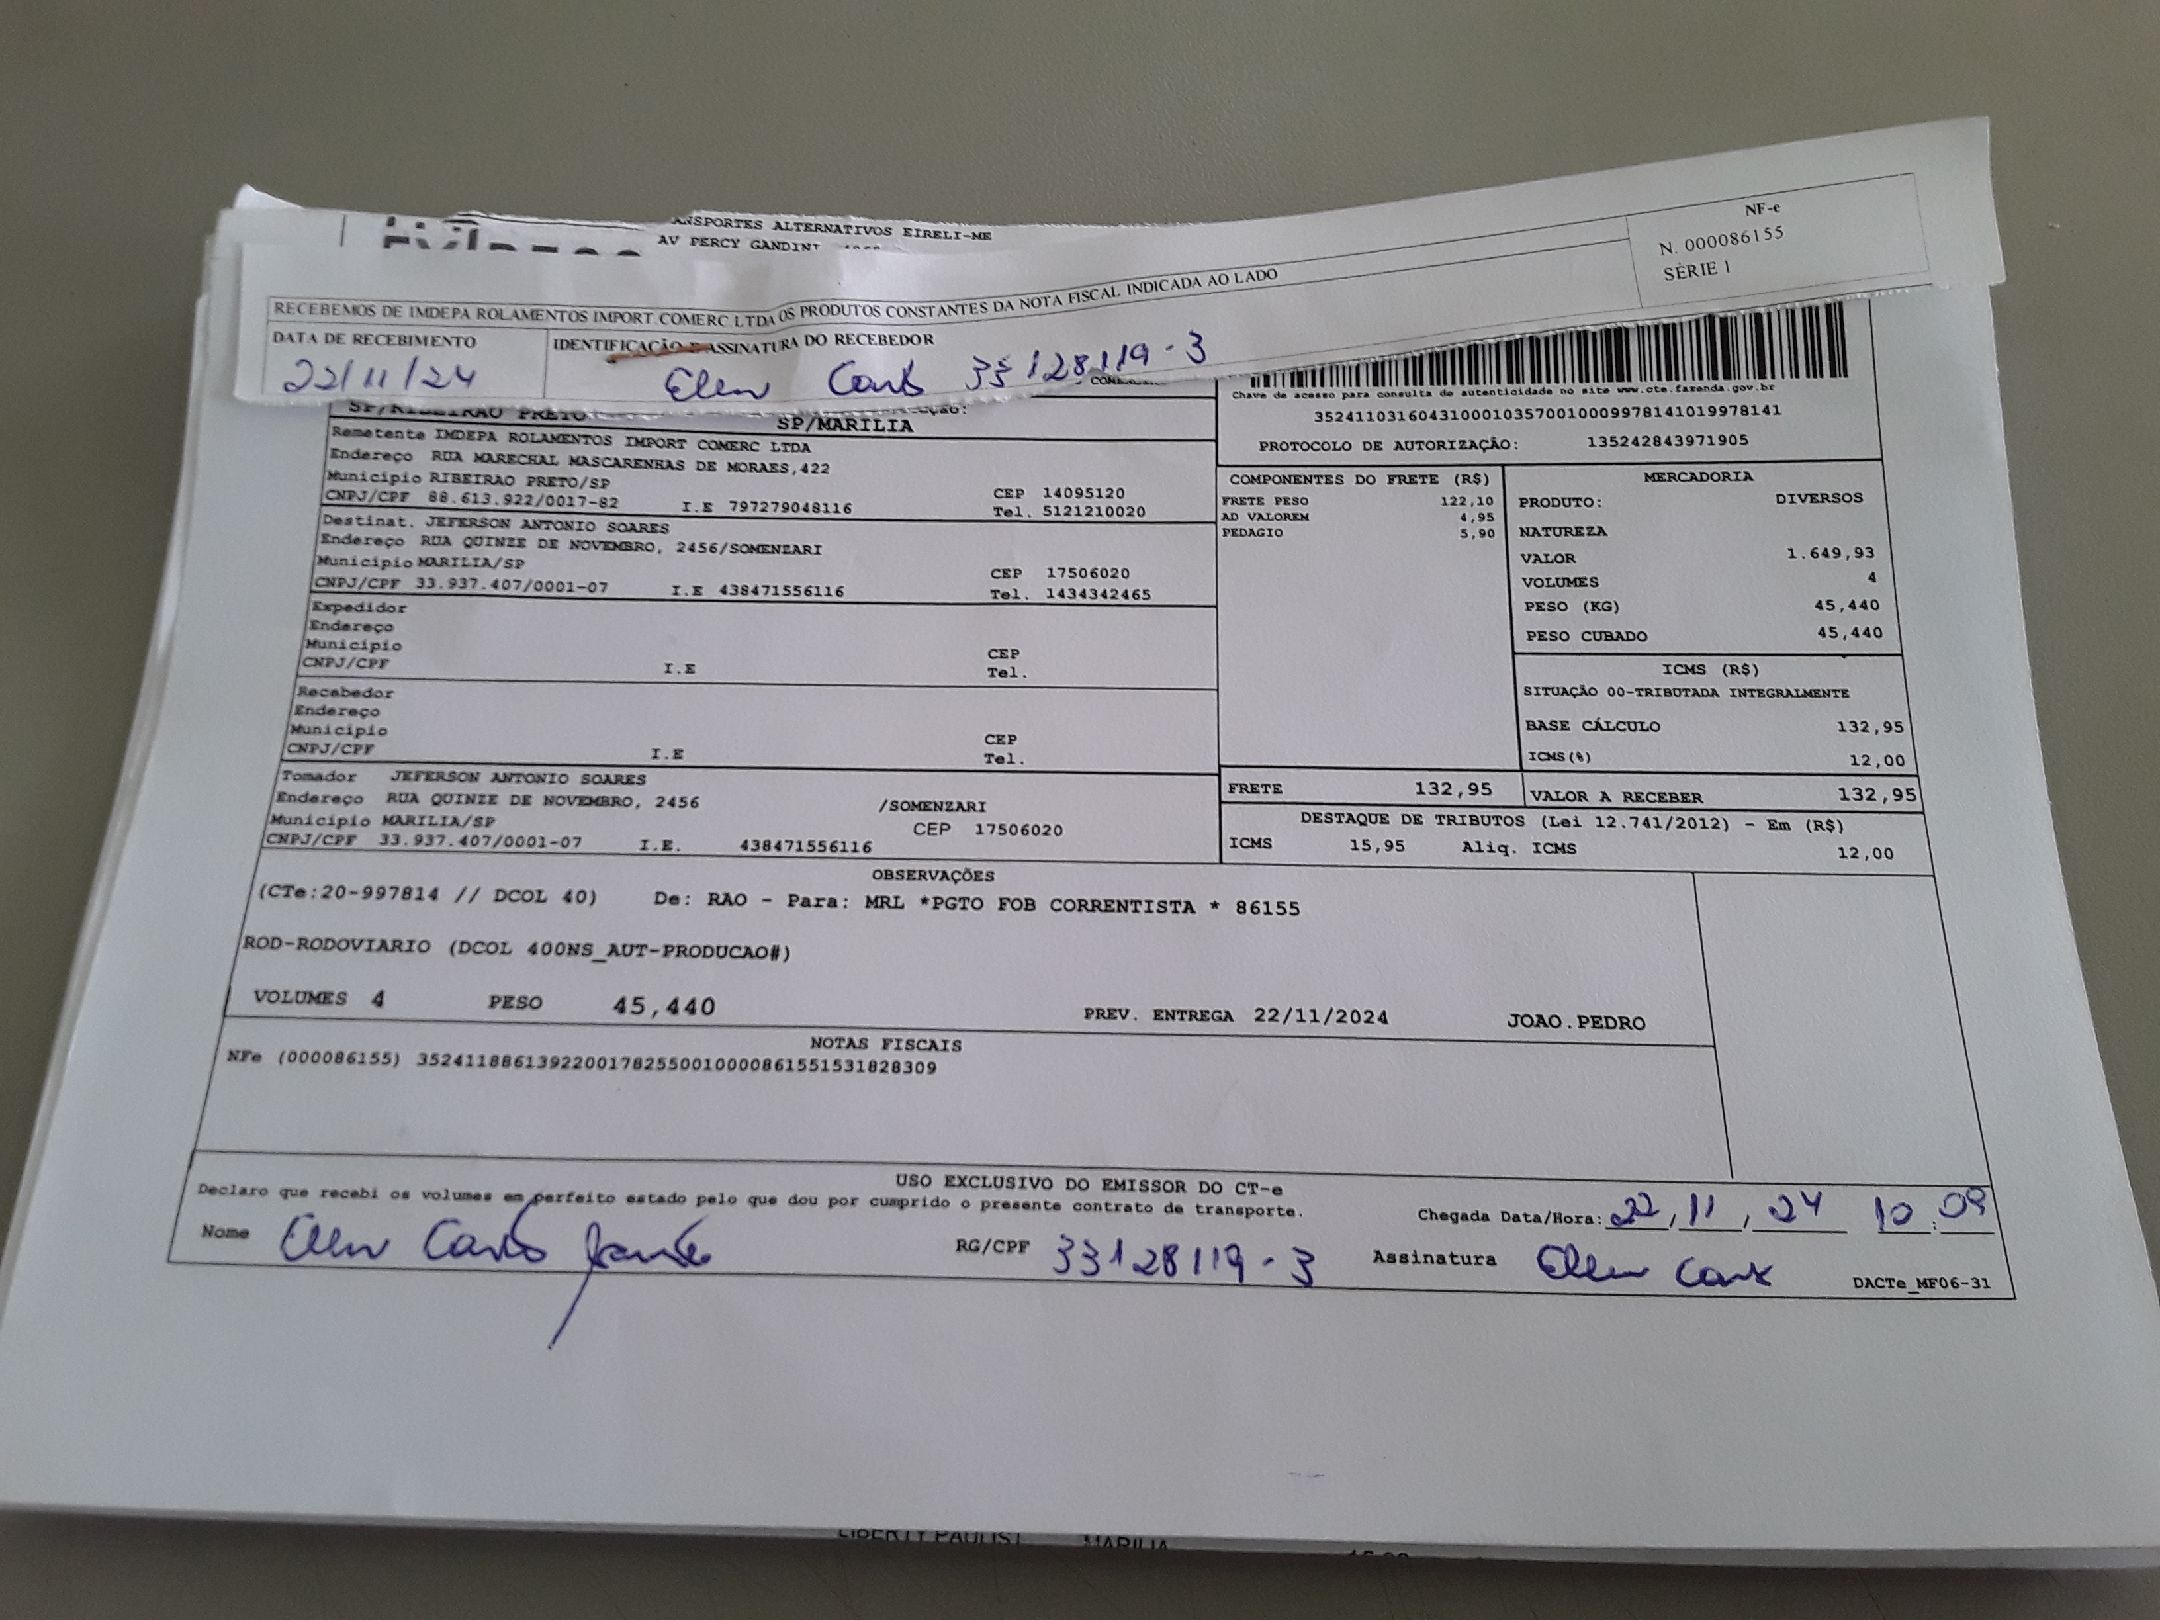 ANSPORTES ALTERNATIVOS EIRELI-ME
AV PERCY GANDINI
NF-e
N. 000086155
SÉRIE 1
RECEBEMOS DE IMDEPA ROLAMENTOS IMPORT COMERC LTDA OS PRODUTOS CONSTANTES DA NOTA FISCAL INDICADA AO LADO
DATA DE RECEBIMENTO
IDENTIFICAÇÃO E ASSINATURA DO RECEBEDOR
22/11/24
Ellen 33128119-3
Chave de acesso para consulta de autenticidade no site www.cte.fazenda.gov.br
35241103160431000103570010009978141019978141
PROTOCOLO DE AUTORIZAÇÃO: 135242843971905
SP/RIBEIRAO PRETO
SP/MARILIA
Remetente IMDEPA ROLAMENTOS IMPORT COMERC LTDA
Endereço RUA MARECHAL MASCARENHAS DE MORAES,422
Município RIBEIRAO PRETO/SP CEP 14095120
CNPJ/CPF 88.613.922/0017-82 I.E 797279048116 Tel. 5121210020
Destinat. JEFERSON ANTONIO SOARES
Endereço RUA QUINZE DE NOVEMBRO, 2456/SOMENZARI
Município MARILIA/SP CEP 17506020
CNPJ/CPF 33.937.407/0001-07 I.E 438471556116 Tel. 1434342465
Expedidor
Endereço
Município CEP
CNPJ/CPF I.E Tel.
Recebedor
Endereço
Município CEP
CNPJ/CPF I.E Tel.
Tomador JEFERSON ANTONIO SOARES
Endereço RUA QUINZE DE NOVEMBRO, 2456 /SOMENZARI
Município MARILIA/SP CEP 17506020
CNPJ/CPF 33.937.407/0001-07 I.E. 438471556116
COMPONENTES DO FRETE (R$)
FRETE PESO 122,10
AD VALOREM 4,95
PEDAGIO 5,90
MERCADORIA
PRODUTO: DIVERSOS
NATUREZA
VALOR 1.649,93
VOLUMES 4
PESO (KG) 45,440
PESO CUBADO 45,440
ICMS (R$)
SITUAÇÃO 00-TRIBUTADA INTEGRALMENTE
BASE CÁLCULO 132,95
ICMS(%) 12,00
FRETE 132,95 VALOR A RECEBER 132,95
DESTAQUE DE TRIBUTOS (Lei 12.741/2012) - Em (R$)
ICMS 15,95 Aliq. ICMS 12,00
OBSERVAÇÕES
(CTe:20-997814 // DCOL 40) De: RAO - Para: MRL *PGTO FOB CORRENTISTA * 86155
ROD-RODOVIARIO (DCOL 400NS_AUT-PRODUCAO#)
VOLUMES 4 PESO 45,440 PREV. ENTREGA 22/11/2024 JOAO.PEDRO
NOTAS FISCAIS
NFe (000086155) 35241188613922001782550010000861551531828309
USO EXCLUSIVO DO EMISSOR DO CT-e
Declaro que recebi os volumes em perfeito estado pelo que dou por cumprido o presente contrato de transporte.
Chegada Data/Hora: 22/11/24 10:09
Nome Ellen RG/CPF 33128119-3 Assinatura Ellen
DACTe_MF06-31
LIBERTY PAULIST MARILIA